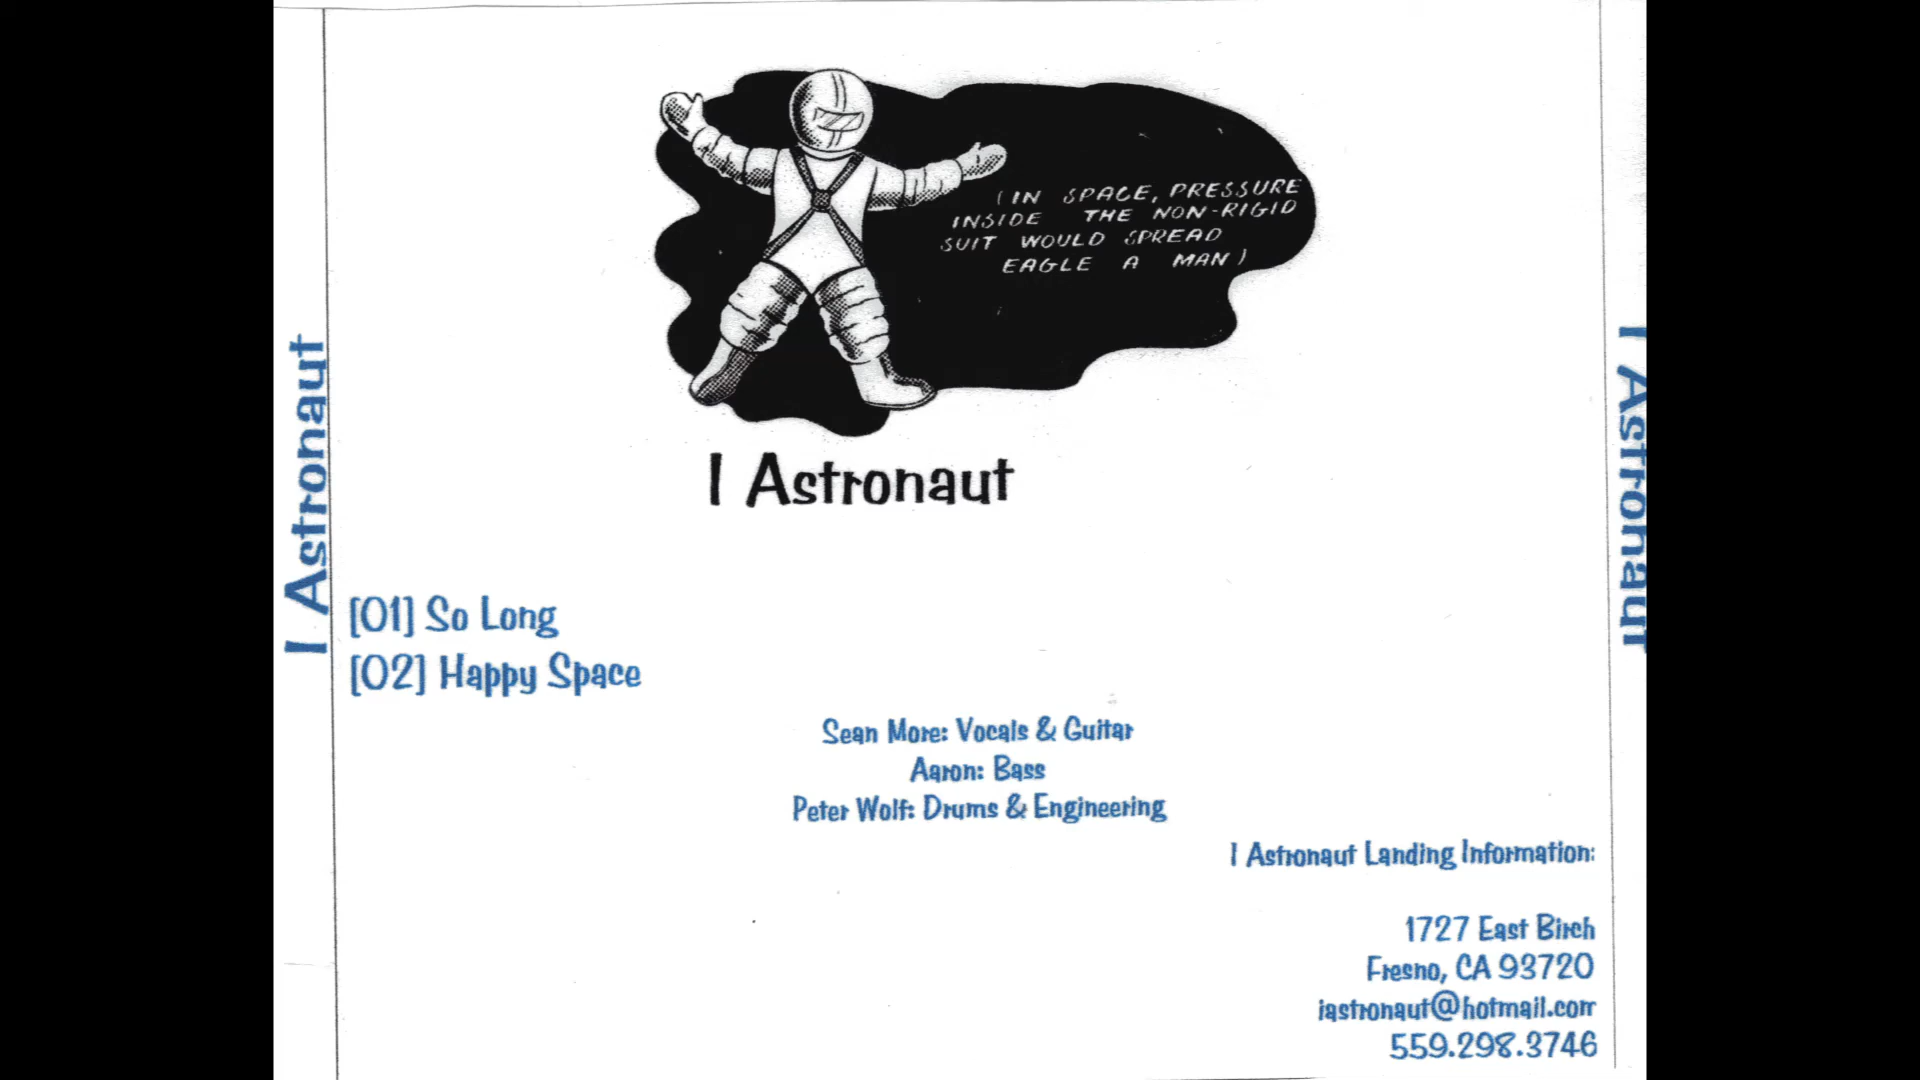 (IN SPACE, PRESSURE
INSIDE THE NON-RIGID
SUIT WOULD SPREAD
EAGLE A MAN)
I Astronaut
I Astronaut
I Astronaut
[01] So Long
[02] Happy Space
Sean More: Vocals & Guitar
Aaron: Bass
Peter Wolf: Drums & Engineering
I Astronaut Landing Information:
1727 East Birch
Fresno, CA 93720
iastronaut@hotmail.com
559.298.3746